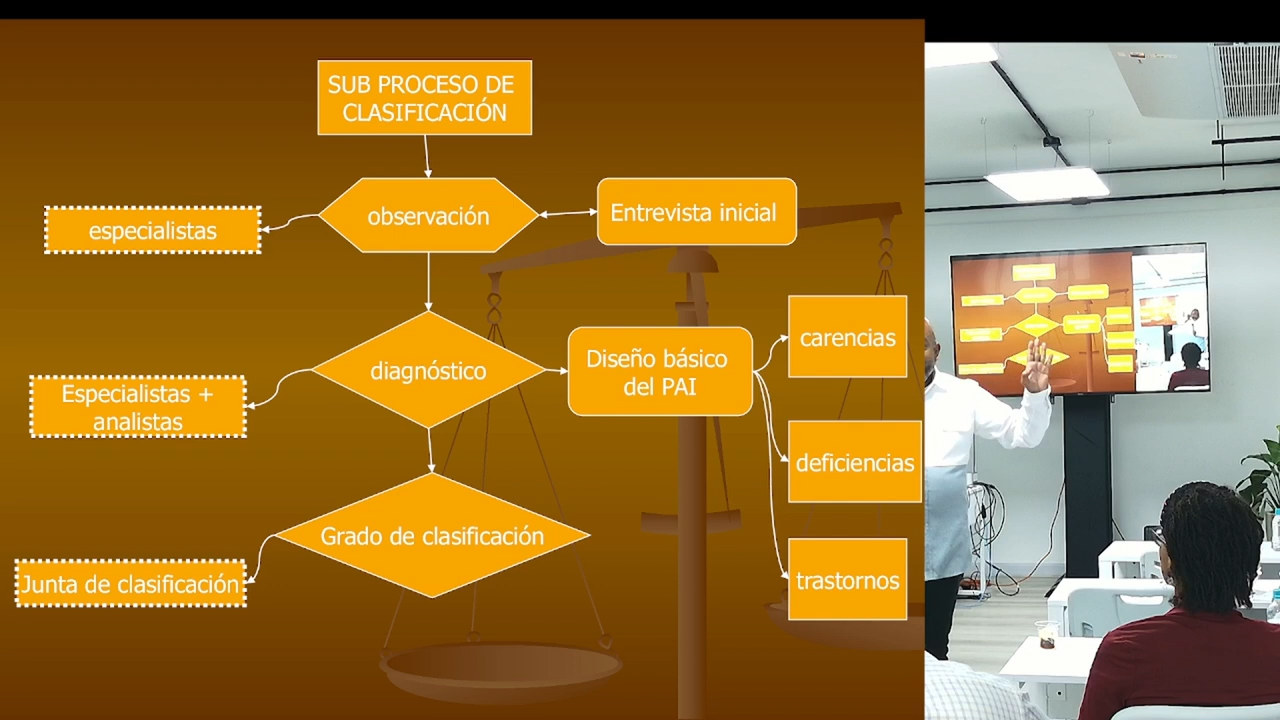 SUB PROCESO DE
CLASIFICACIÓN
especialistas
observación
Entrevista inicial
Especialistas +
analistas
diagnóstico
Diseño básico
del PAI
carencias
deficiencias
trastornos
Junta de clasificación
Grado de clasificación